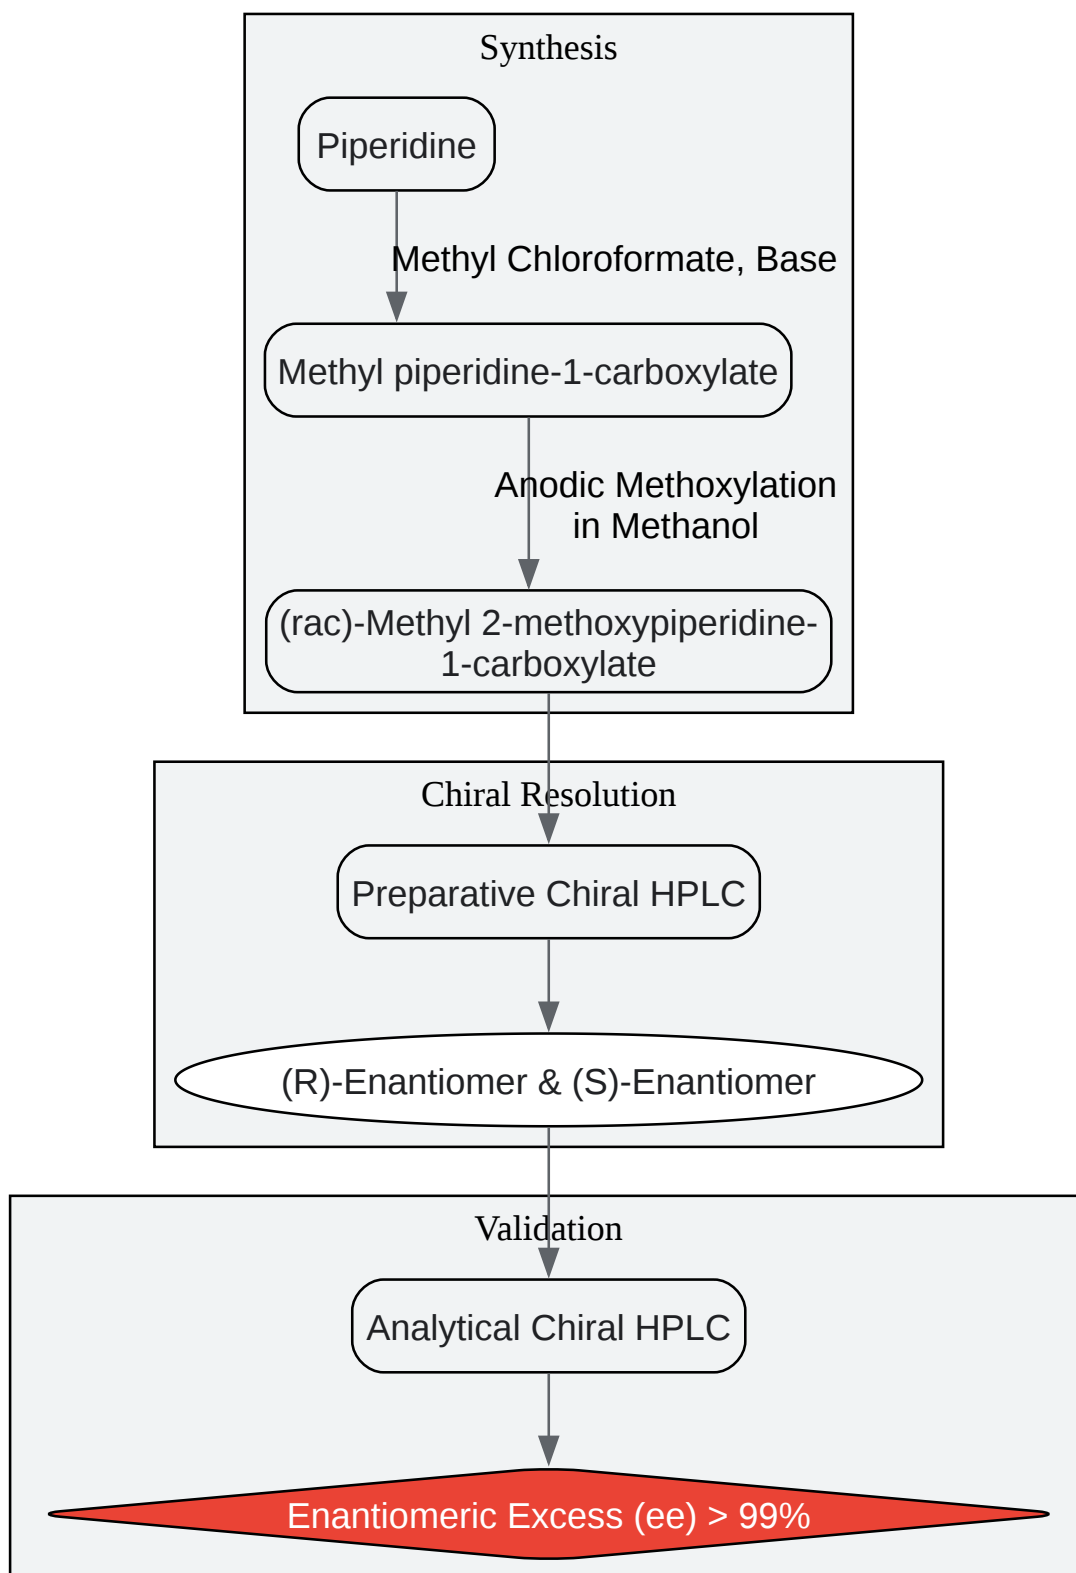 Synthesis
Piperidine
Methyl Chloroformate, Base
Methyl piperidine-1-carboxylate
Anodic Methoxylation
in Methanol
(rac)-Methyl 2-methoxypiperidine-
1-carboxylate
Chiral Resolution
Preparative Chiral HPLC
(R)-Enantiomer & (S)-Enantiomer
Validation
Analytical Chiral HPLC
Enantiomeric Excess (ee) > 99%